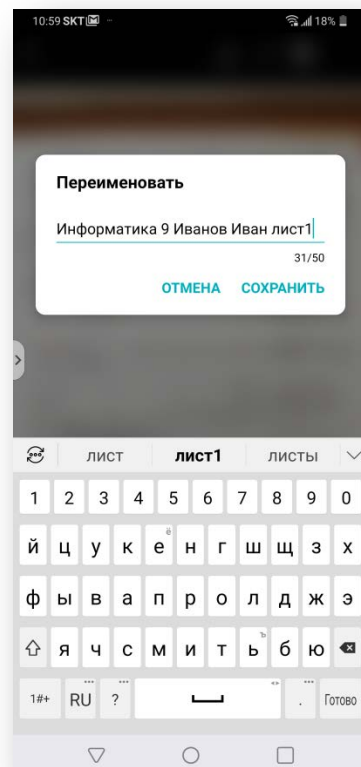 10:59 SKT 18%
Переименовать
Информатика 9 Иванов Иван лист1
31/50
ОТМЕНА СОХРАНИТЬ
лист лист1 листы
1 2 3 4 5 6 7 8 9 0
й ц у к е ё н г ш щ з х
ф ы в а п р о л д ж э
я ч с м и т ь ъ б ю
1#+ RU ? . Готово